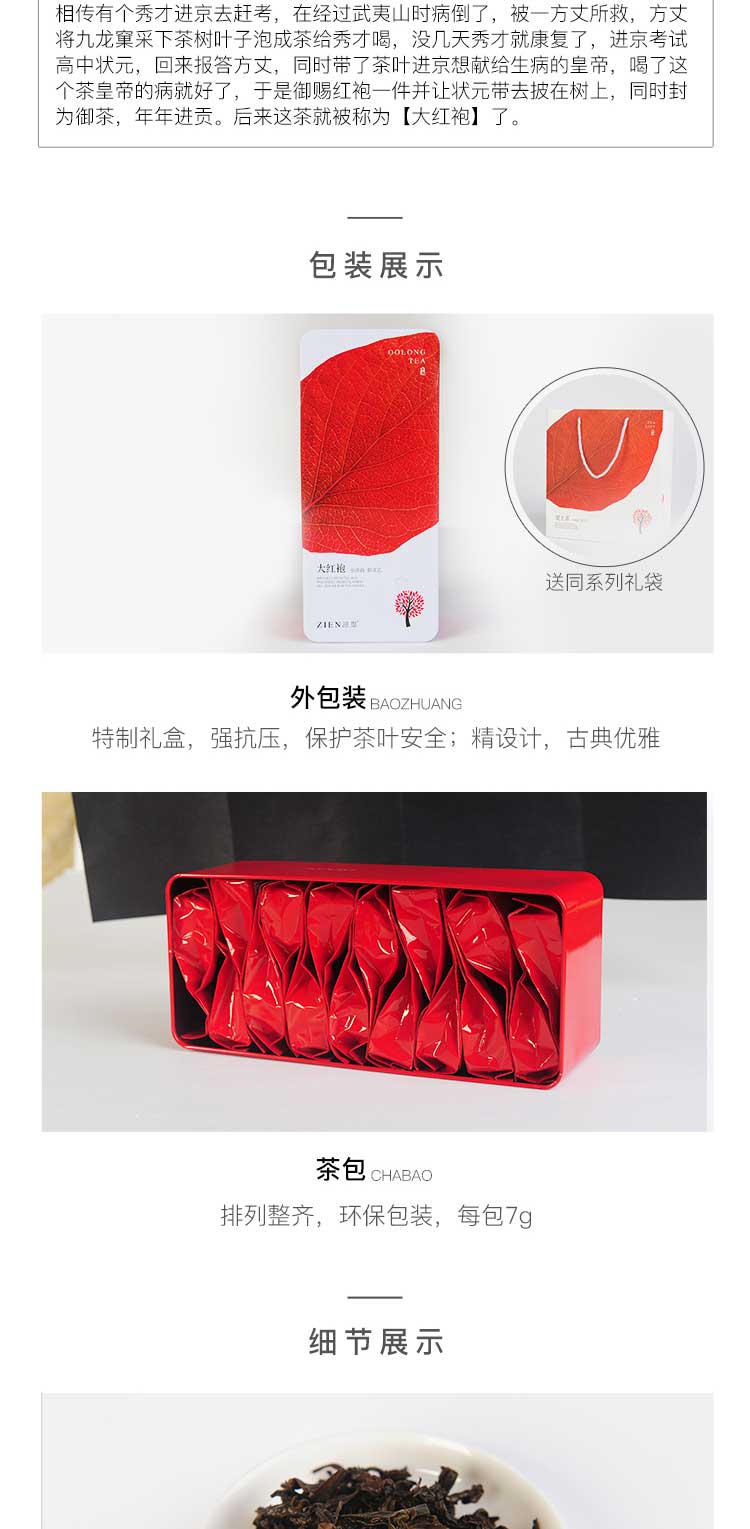 相传有个秀才进京去赶考，在经过武夷山时病倒了，被一方丈所救，方丈
将九龙窠采下茶树叶子泡成茶给秀才喝，没几天秀才就康复了，进京考试
高中状元，回来报答方丈，同时带了茶叶进京想献给生病的皇帝，喝了这
个茶皇帝的病就好了，于是御赐红袍一件并让状元带去披在树上，同时封
为御茶，年年进贡。后来这茶就被称为【大红袍】了。
包装展示
OOLONG
TEA
大红袍
ZIEN
送同系列礼袋
外包装 BAOZHUANG
特制礼盒，强抗压，保护茶叶安全；精设计，古典优雅
茶包 CHABAO
排列整齐，环保包装，每包7g
细节展示